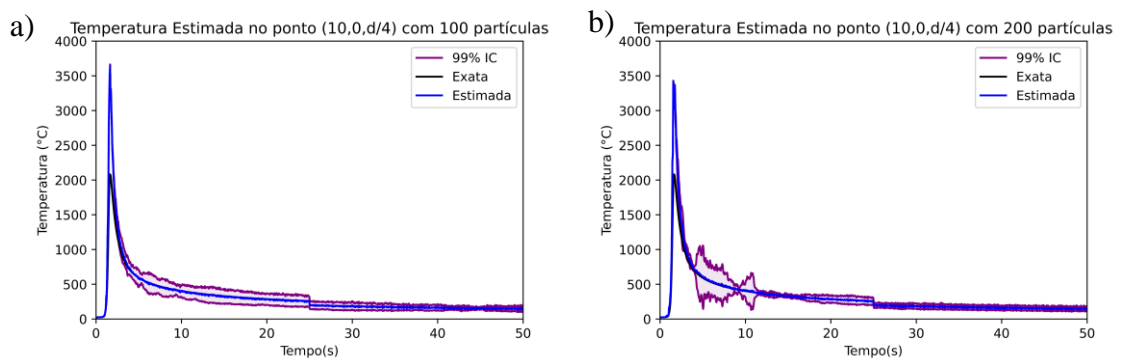 a)
Temperatura Estimada no ponto (10,0,d/4) com 100 partículas
4000
3500
3000
2500
2000
1500
1000
500
0
Temperatura (°C)
99% IC
Exata
Estimada
0 10 20 30 40 50
Tempo(s)
b)
Temperatura Estimada no ponto (10,0,d/4) com 200 partículas
4000
3500
3000
2500
2000
1500
1000
500
0
Temperatura (°C)
99% IC
Exata
Estimada
0 10 20 30 40 50
Tempo(s)